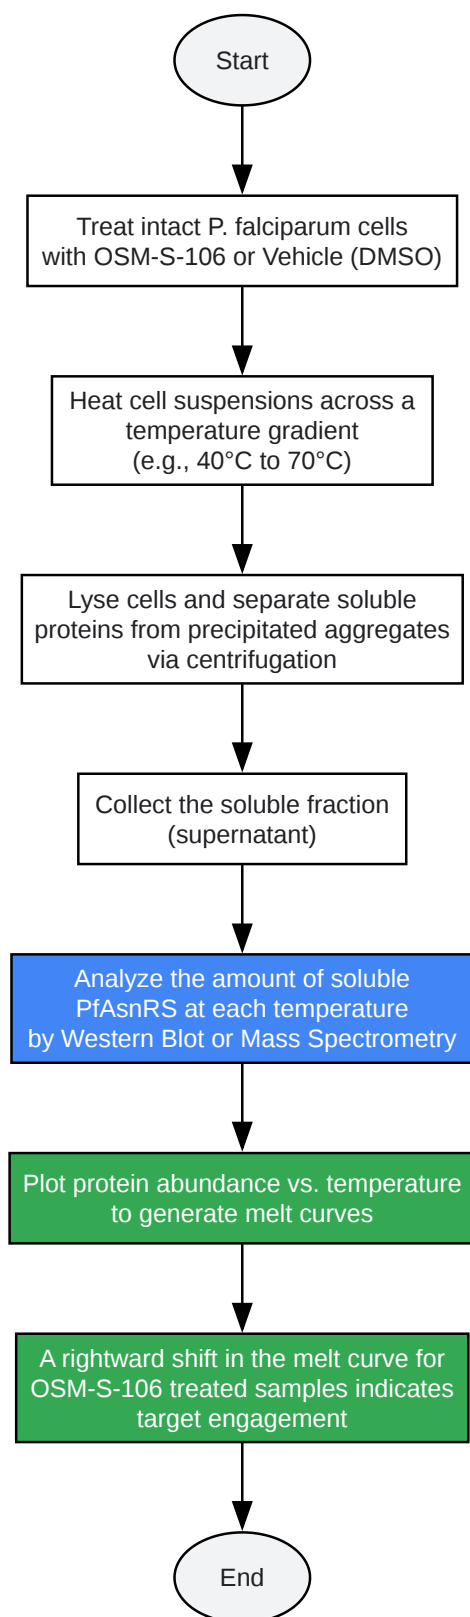 Start
Treat intact P. falciparum cells
with OSM-S-106 or Vehicle (DMSO)
Heat cell suspensions across a
temperature gradient
(e.g., 40°C to 70°C)
Lyse cells and separate soluble
proteins from precipitated aggregates
via centrifugation
Collect the soluble fraction
(supernatant)
Analyze the amount of soluble
PfAsnRS at each temperature
by Western Blot or Mass Spectrometry
Plot protein abundance vs. temperature
to generate melt curves
A rightward shift in the melt curve for
OSM-S-106 treated samples indicates
target engagement
End